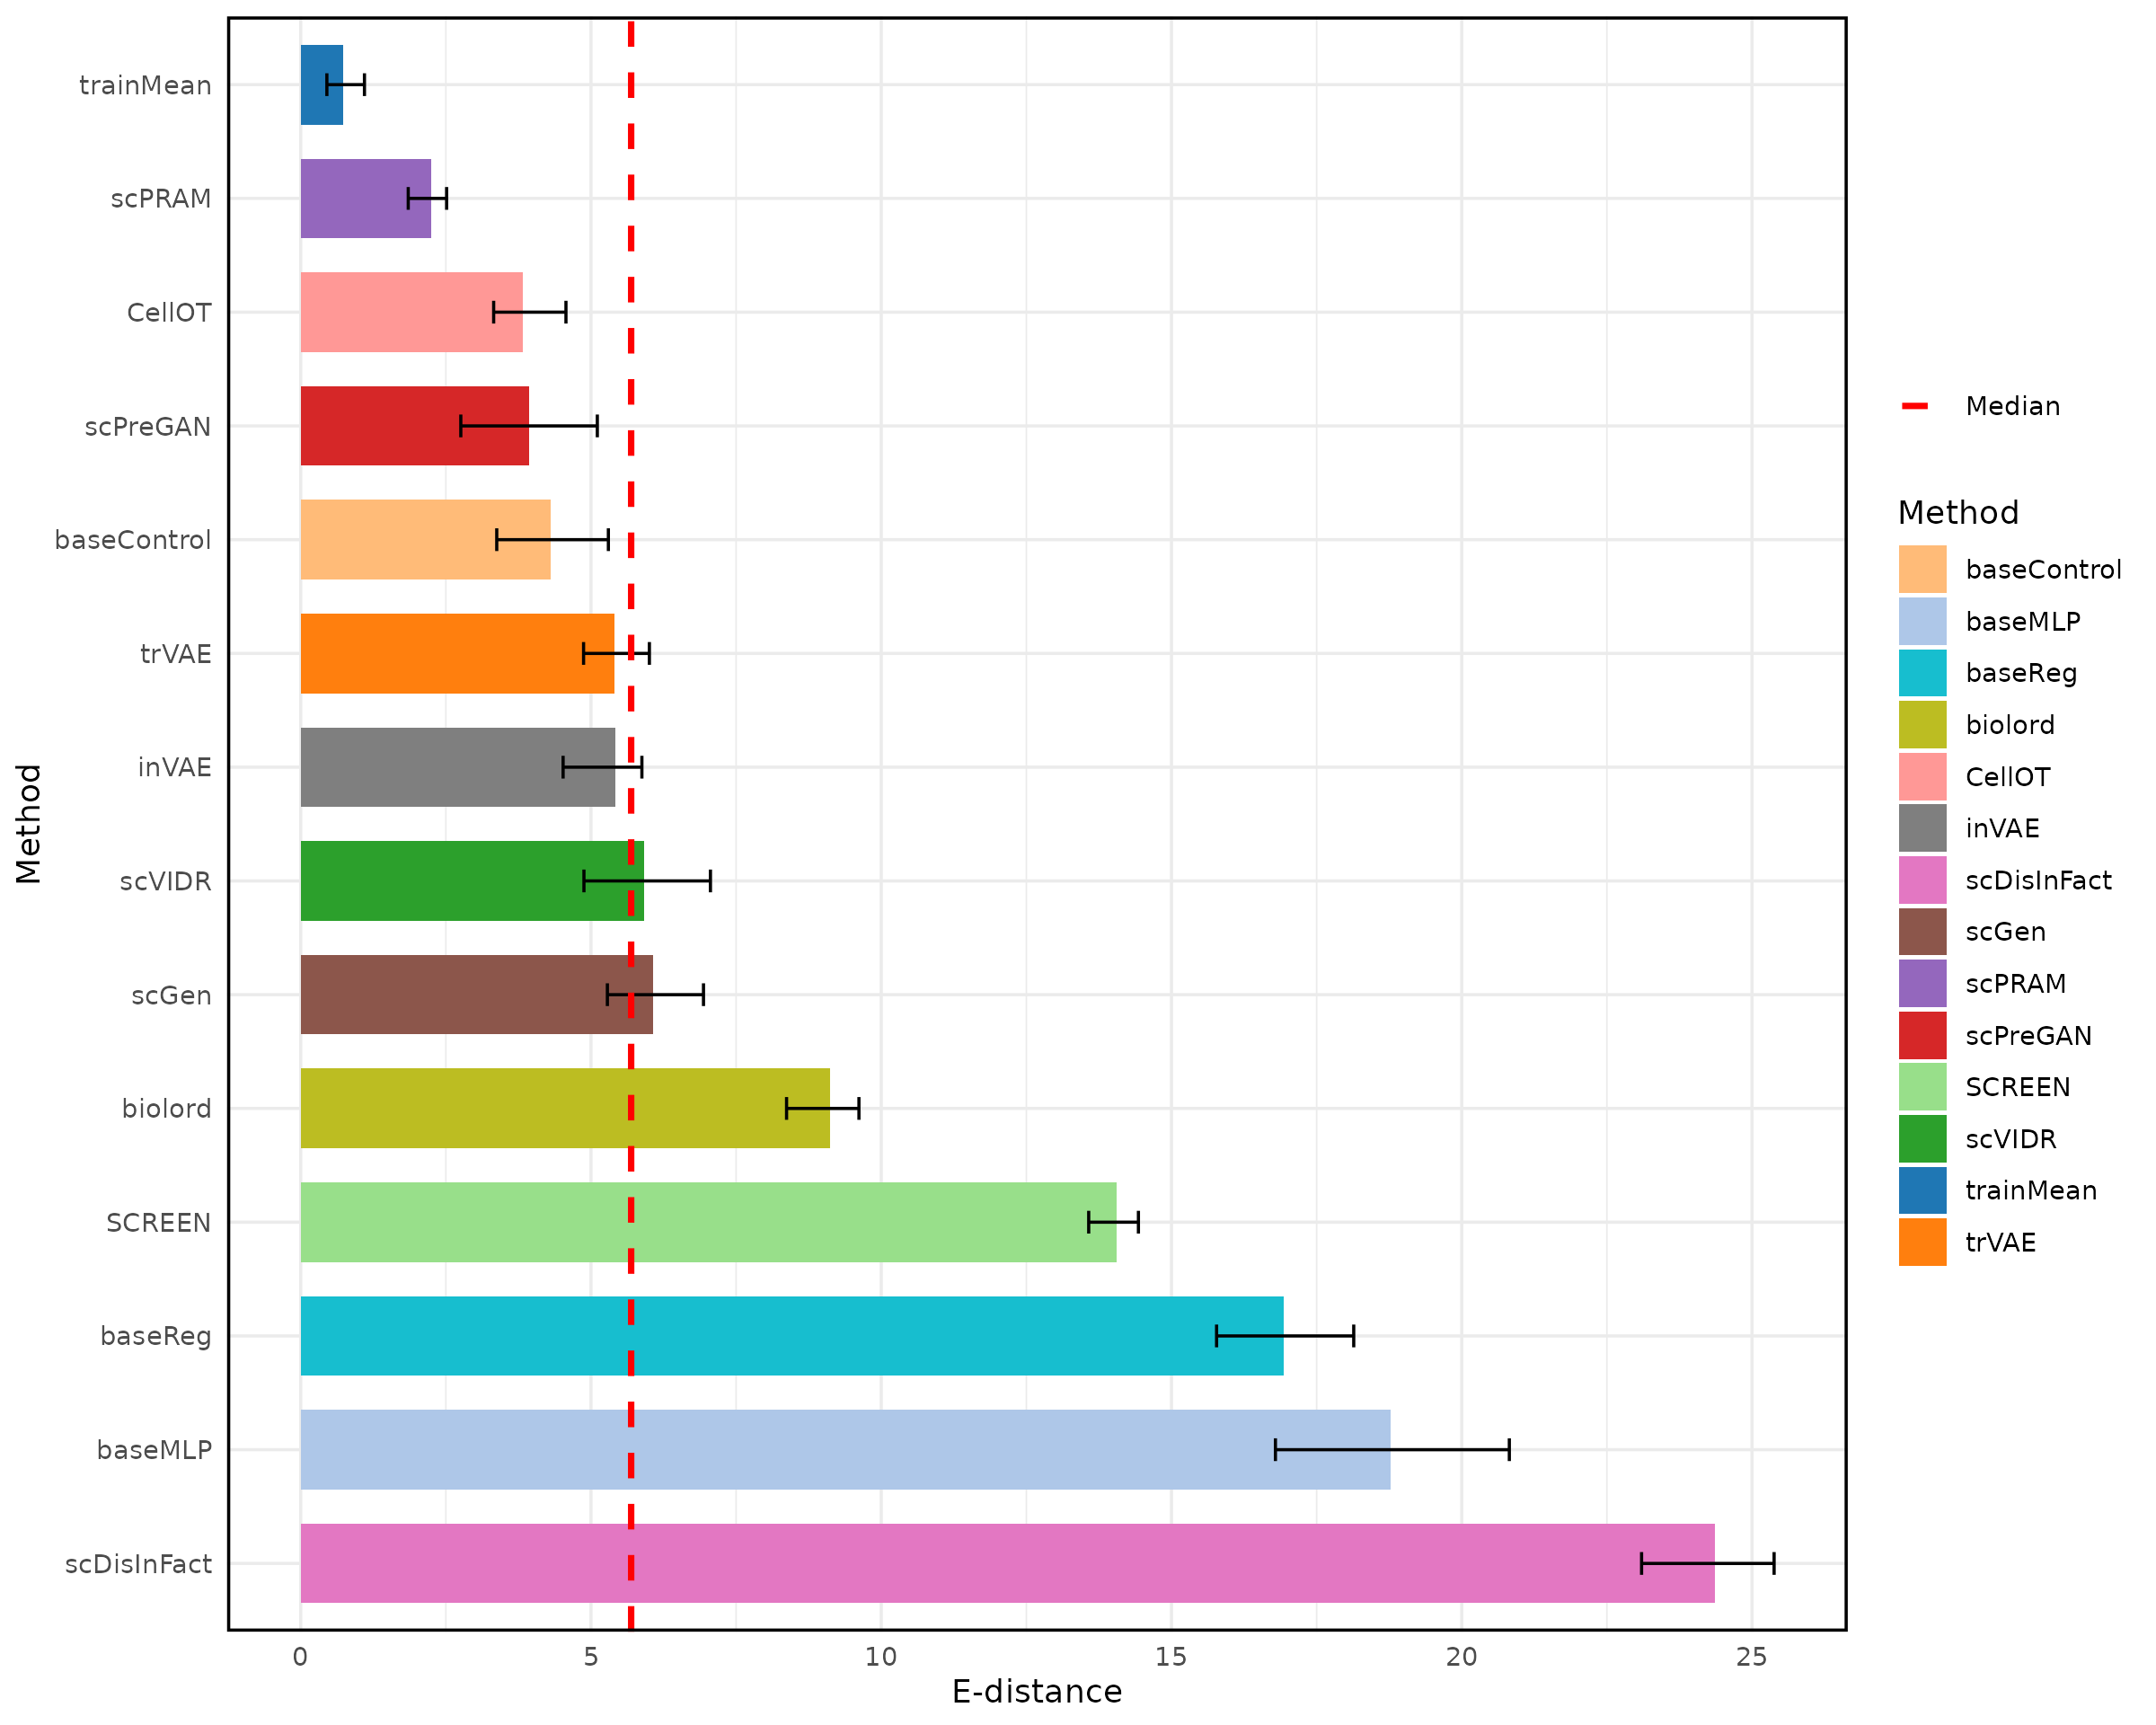 Method
trainMean
scPRAM
CellOT
scPreGAN
baseControl
trVAE
inVAE
scVIDR
scGen
biolord
SCREEN
baseReg
baseMLP
scDisInFact
0 5 10 15 20 25
E-distance
Median
Method
baseControl
baseMLP
baseReg
biolord
CellOT
inVAE
scDisInFact
scGen
scPRAM
scPreGAN
SCREEN
scVIDR
trainMean
trVAE